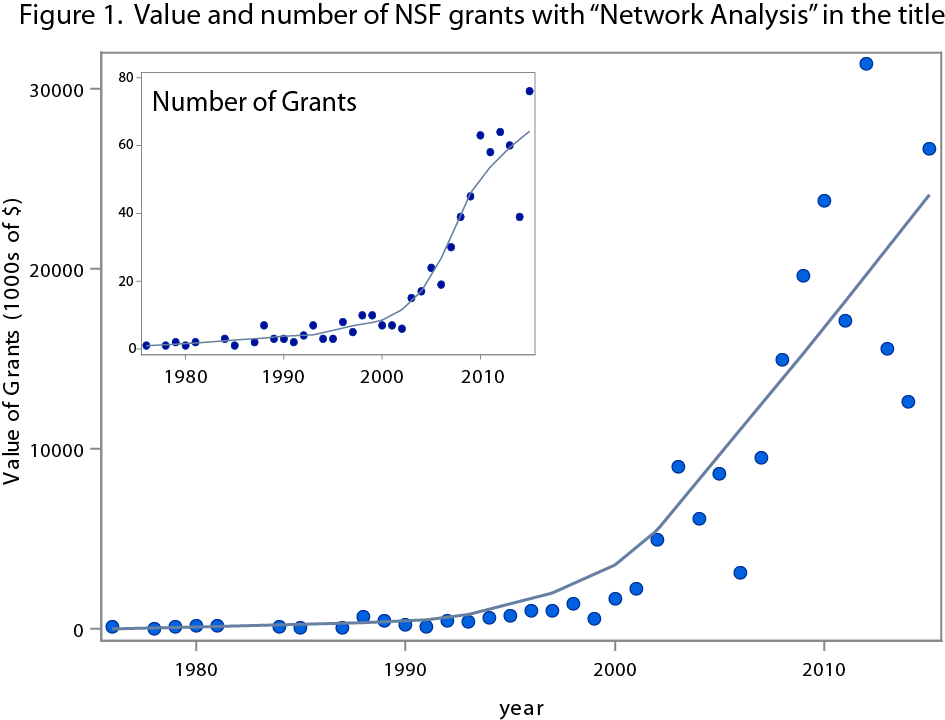 Figure 1. Value and number of NSF grants with “Network Analysis” in the title
Number of Grants
80
60
40
20
0
1980 1990 2000 2010
Value of Grants (1000s of $)
30000
20000
10000
0
1980 1990 2000 2010
year